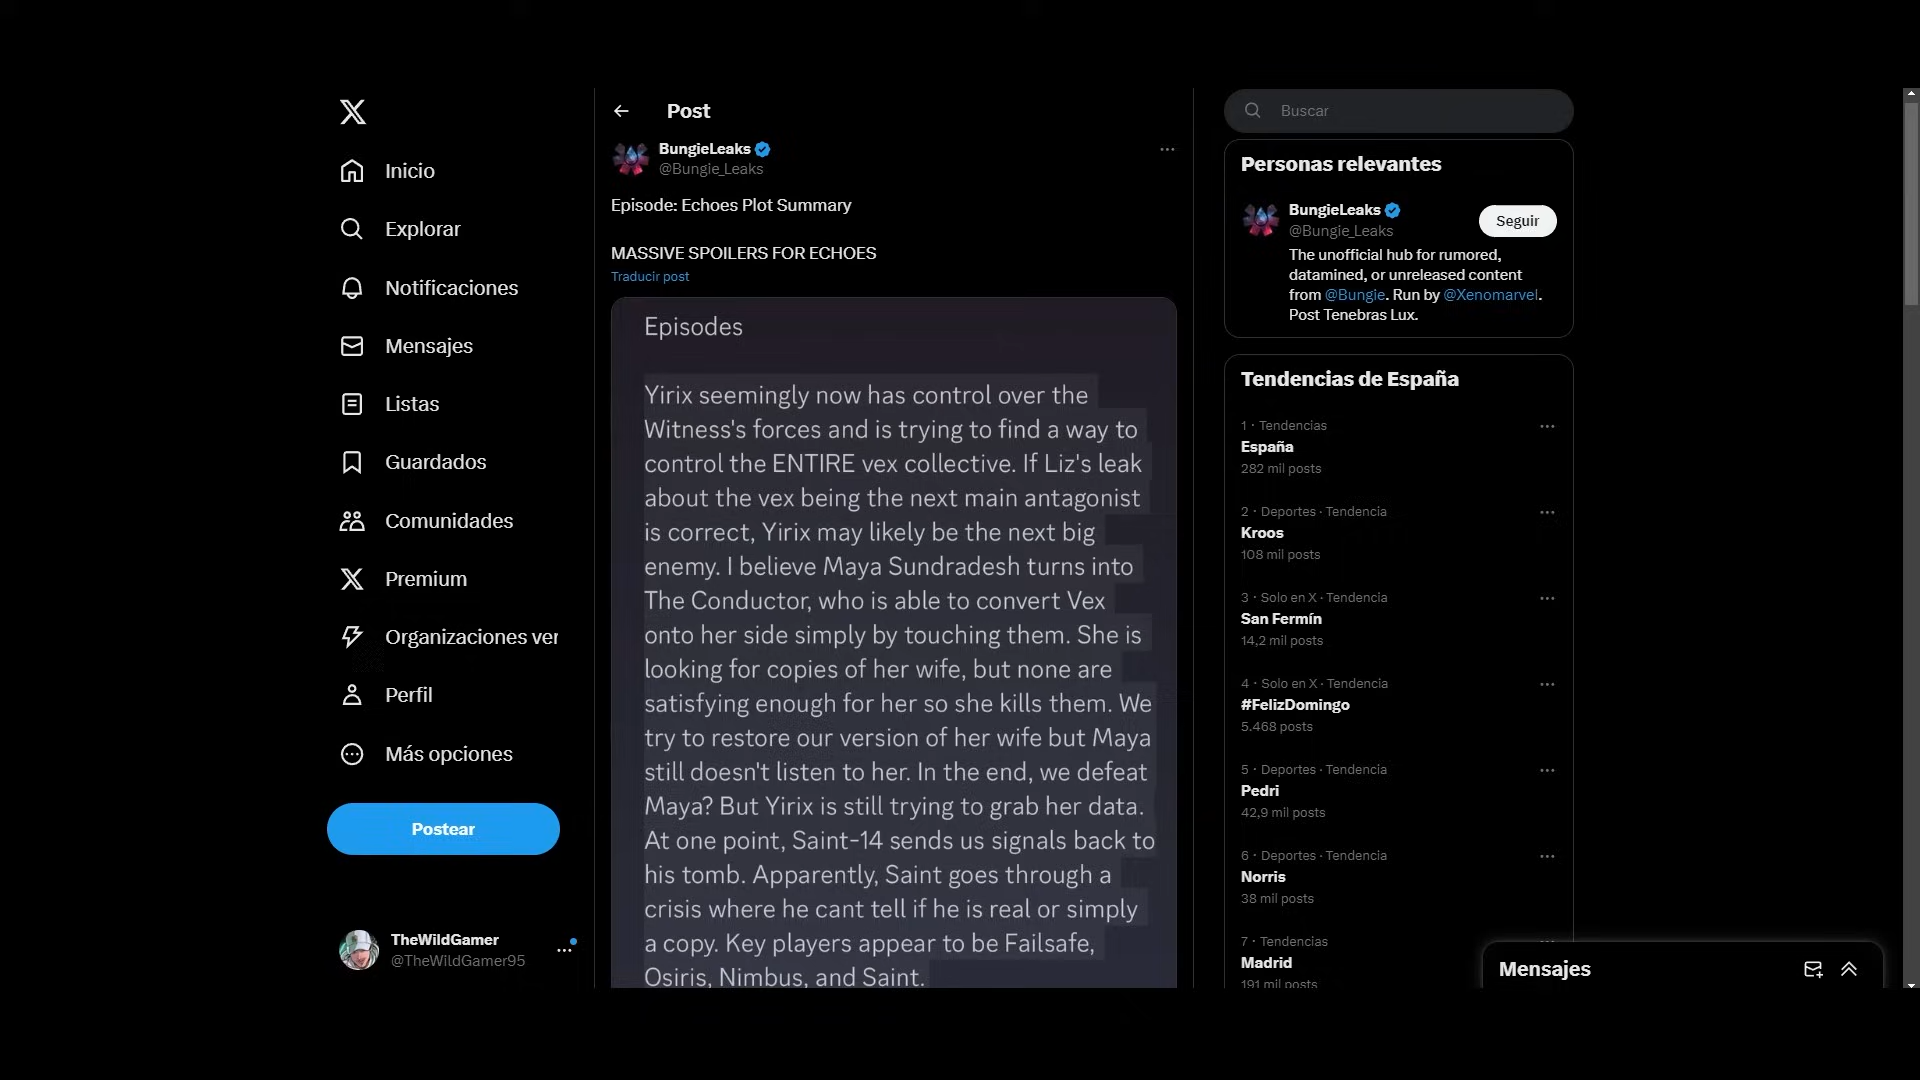 Inicio
Explorar
Notificaciones
Mensajes
Listas
Guardados
Comunidades
Premium
Organizaciones ver
Perfil
Más opciones
Postear
TheWildGamer
@TheWildGamer95
Post
BungieLeaks
@Bungie_Leaks
Episode: Echoes Plot Summary
MASSIVE SPOILERS FOR ECHOES
Traducir post
Episodes
Yirix seemingly now has control over the
Witness's forces and is trying to find a way to
control the ENTIRE vex collective. If Liz's leak
about the vex being the next main antagonist
is correct, Yirix may likely be the next big
enemy. I believe Maya Sundradesh turns into
The Conductor, who is able to convert Vex
onto her side simply by touching them. She is
looking for copies of her wife, but none are
satisfying enough for her so she kills them. We
try to restore our version of her wife but Maya
still doesn't listen to her. In the end, we defeat
Maya? But Yirix is still trying to grab her data.
At one point, Saint-14 sends us signals back to
his tomb. Apparently, Saint goes through a
crisis where he cant tell if he is real or simply
a copy. Key players appear to be Failsafe,
Osiris, Nimbus, and Saint.
Buscar
Personas relevantes
BungieLeaks
@Bungie_Leaks
Seguir
The unofficial hub for rumored,
datamined, or unreleased content
from @Bungie. Run by @Xenomarvel.
Post Tenebras Lux.
Tendencias de España
1 · Tendencias
España
282 mil posts
2 · Deportes · Tendencia
Kroos
108 mil posts
3 · Solo en X · Tendencia
San Fermín
14,2 mil posts
4 · Solo en X · Tendencia
#FelizDomingo
5.468 posts
5 · Deportes · Tendencia
Pedri
42,9 mil posts
6 · Deportes · Tendencia
Norris
38 mil posts
7 · Tendencias
Madrid
191 mil posts
Mensajes